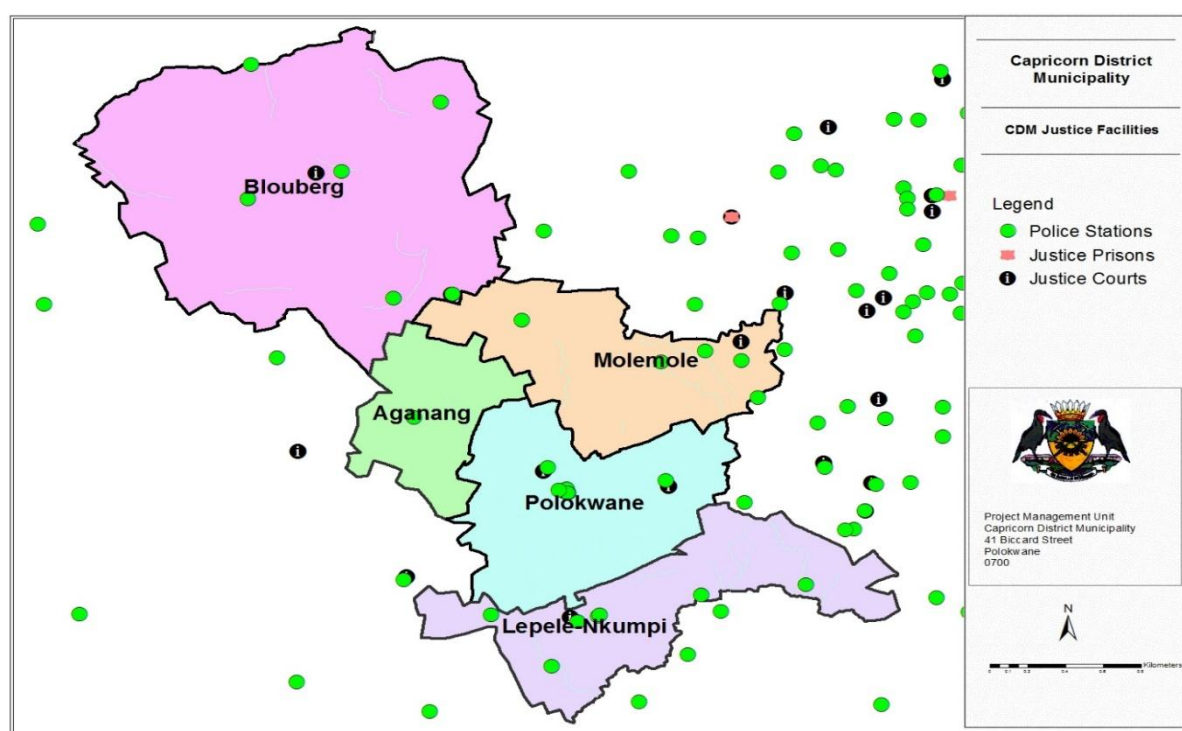 Blouberg
Molemole
Aganang
Polokwane
Lepele-Nkumpi
Capricorn District
Municipality
CDM Justice Facilities
Legend
Police Stations
Justice Prisons
Justice Courts
Project Management Unit
Capricorn District Municipality
41 Biccard Street
Polokwane
0700
N
Kilometers